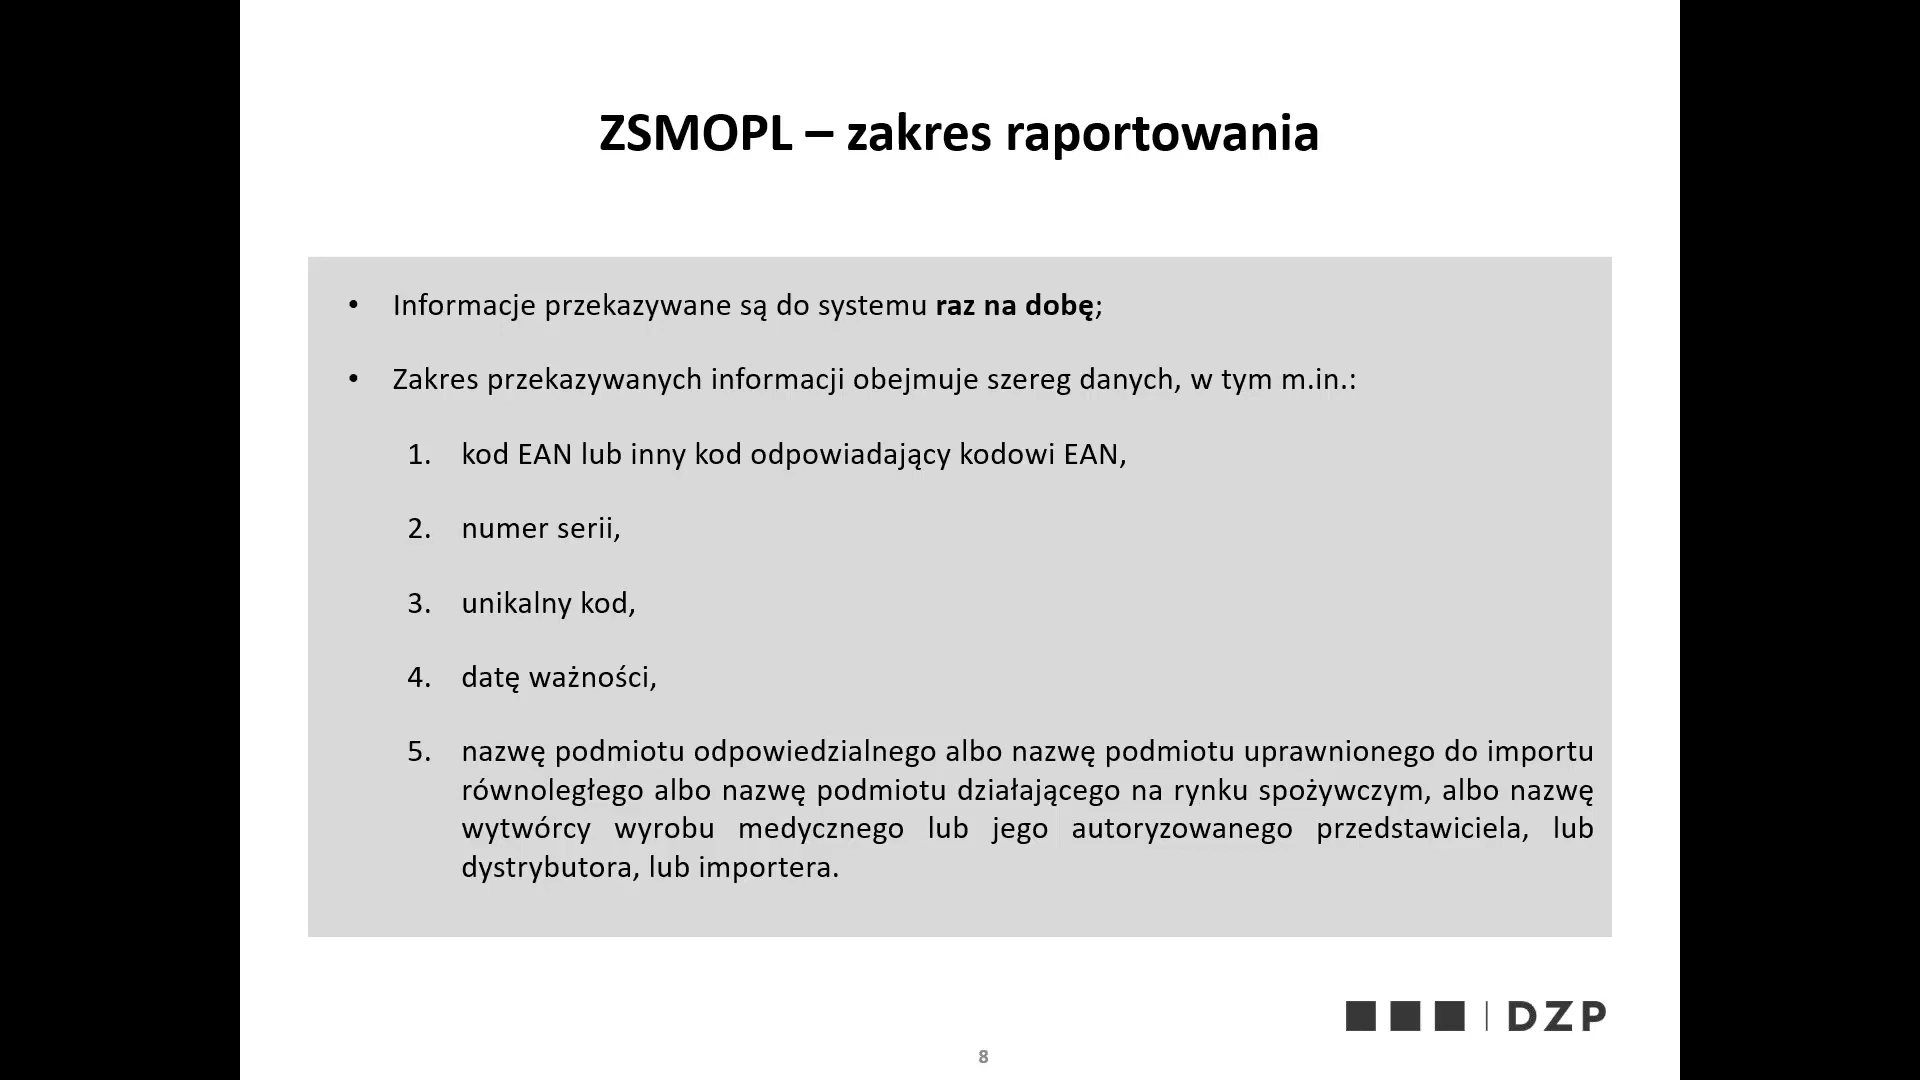 ZSMOPL – zakres raportowania
• Informacje przekazywane są do systemu raz na dobę;
• Zakres przekazywanych informacji obejmuje szereg danych, w tym m.in.:
1. kod EAN lub inny kod odpowiadający kodowi EAN,
2. numer serii,
3. unikalny kod,
4. datę ważności,
5. nazwę podmiotu odpowiedzialnego albo nazwę podmiotu uprawnionego do importu
równoległego albo nazwę podmiotu działającego na rynku spożywczym, albo nazwę
wytwórcy wyrobu medycznego lub jego autoryzowanego przedstawiciela, lub
dystrybutora, lub importera.
DZP
8